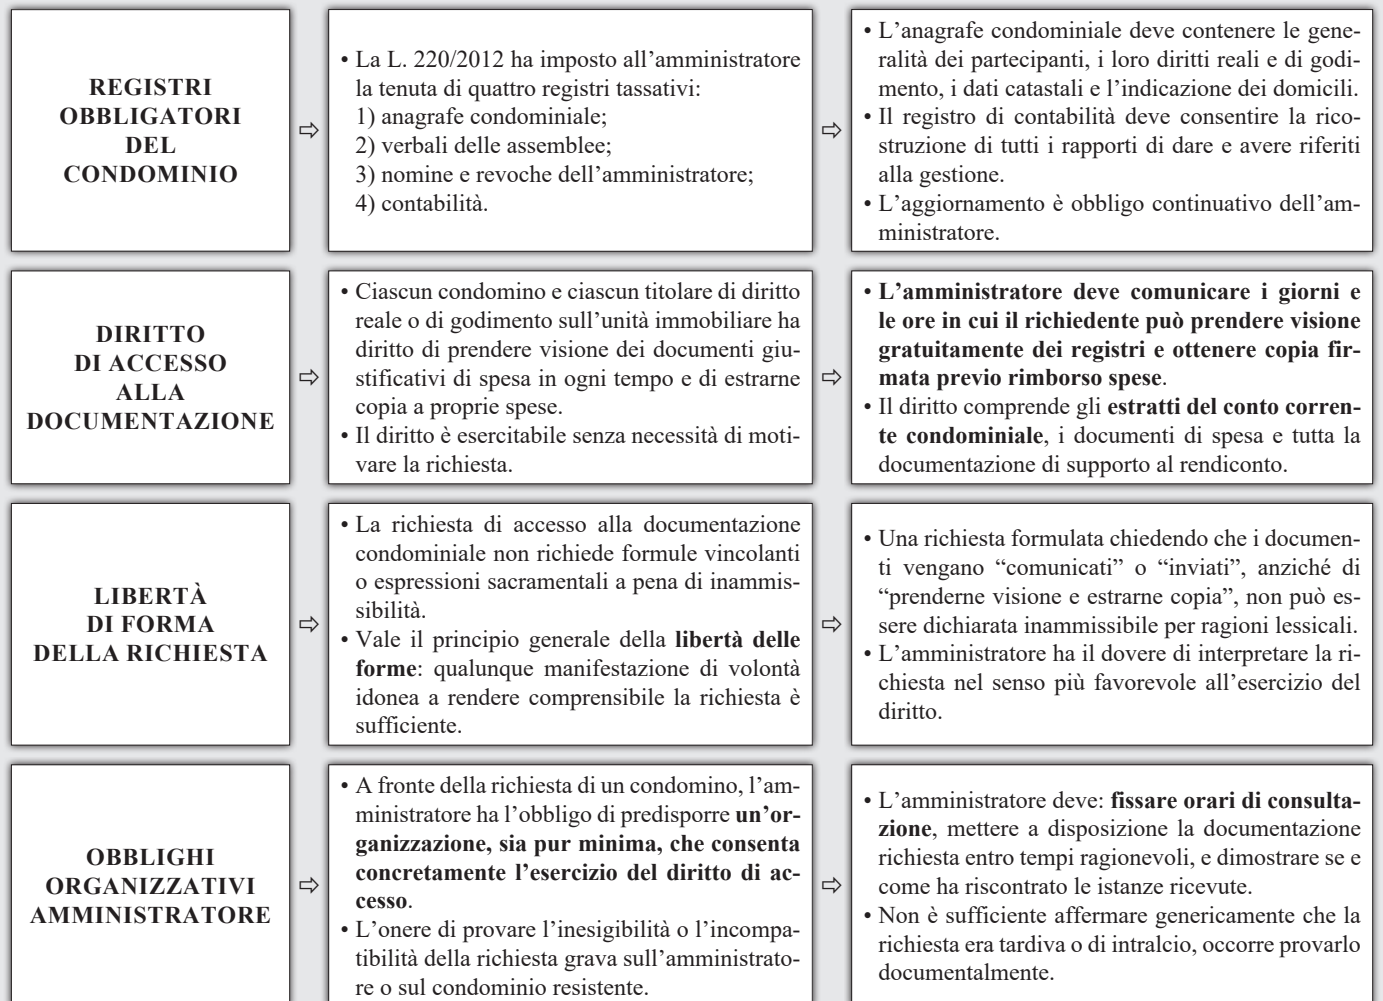 REGISTRI
OBBLIGATORI
DEL
CONDOMINIO
⇨
• La L. 220/2012 ha imposto all’amministratore
la tenuta di quattro registri tassativi:
1) anagrafe condominiale;
2) verbali delle assemblee;
3) nomine e revoche dell’amministratore;
4) contabilità.
⇨
• L’anagrafe condominiale deve contenere le gene-
ralità dei partecipanti, i loro diritti reali e di godi-
mento, i dati catastali e l’indicazione dei domicili.
• Il registro di contabilità deve consentire la rico-
struzione di tutti i rapporti di dare e avere riferiti
alla gestione.
• L’aggiornamento è obbligo continuativo dell’am-
ministratore.
DIRITTO
DI ACCESSO
ALLA
DOCUMENTAZIONE
⇨
• Ciascun condomino e ciascun titolare di diritto
reale o di godimento sull’unità immobiliare ha
diritto di prendere visione dei documenti giu-
stificativi di spesa in ogni tempo e di estrarne
copia a proprie spese.
• Il diritto è esercitabile senza necessità di moti-
vare la richiesta.
⇨
• L’amministratore deve comunicare i giorni e
le ore in cui il richiedente può prendere visione
gratuitamente dei registri e ottenere copia fir-
mata previo rimborso spese.
• Il diritto comprende gli estratti del conto corren-
te condominiale, i documenti di spesa e tutta la
documentazione di supporto al rendiconto.
LIBERTÀ
DI FORMA
DELLA RICHIESTA
⇨
• La richiesta di accesso alla documentazione
condominiale non richiede formule vincolanti
o espressioni sacramentali a pena di inammis-
sibilità.
• Vale il principio generale della libertà delle
forme: qualunque manifestazione di volontà
idonea a rendere comprensibile la richiesta è
sufficiente.
⇨
• Una richiesta formulata chiedendo che i documen-
ti vengano “comunicati” o “inviati”, anziché di
“prenderne visione e estrarne copia”, non può es-
sere dichiarata inammissibile per ragioni lessicali.
• L’amministratore ha il dovere di interpretare la ri-
chiesta nel senso più favorevole all’esercizio del
diritto.
OBBLIGHI
ORGANIZZATIVI
AMMINISTRATORE
⇨
• A fronte della richiesta di un condomino, l’am-
ministratore ha l’obbligo di predisporre un’or-
ganizzazione, sia pur minima, che consenta
concretamente l’esercizio del diritto di ac-
cesso.
• L’onere di provare l’inesigibilità o l’incompa-
tibilità della richiesta grava sull’amministrato-
re o sul condominio resistente.
⇨
• L’amministratore deve: fissare orari di consulta-
zione, mettere a disposizione la documentazione
richiesta entro tempi ragionevoli, e dimostrare se e
come ha riscontrato le istanze ricevute.
• Non è sufficiente affermare genericamente che la
richiesta era tardiva o di intralcio, occorre provarlo
documentalmente.